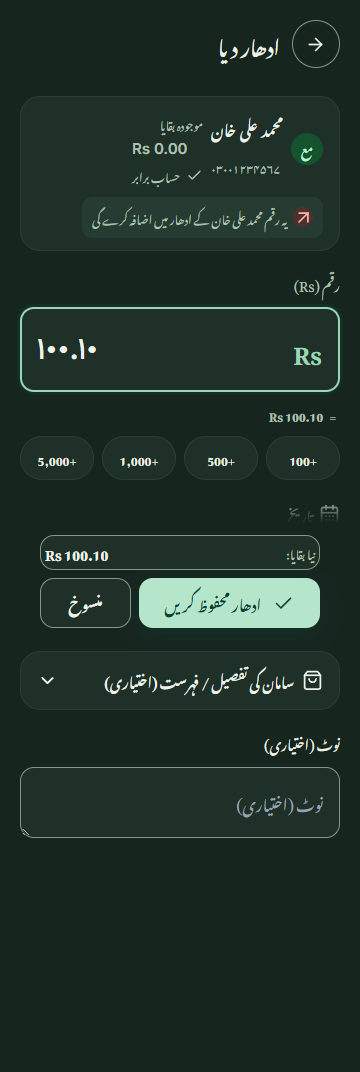 ادھار دیا
مع
محمد علی خان
۰۳۰۰۱۲۳۴۵۶۷
موجودہ بقایا
Rs 0.00
حساب برابر
یہ رقم محمد علی خان کے ادھار میں اضافہ کرے گی
رقم (Rs)
Rs
۱۰۰.۱۰
= Rs 100.10
+100
+500
+1,000
+5,000
تاریخ
نیا بقایا:
Rs 100.10
ادھار محفوظ کریں
منسوخ
سامان کی تفصیل / فہرست (اختیاری)
نوٹ (اختیاری)
نوٹ (اختیاری)